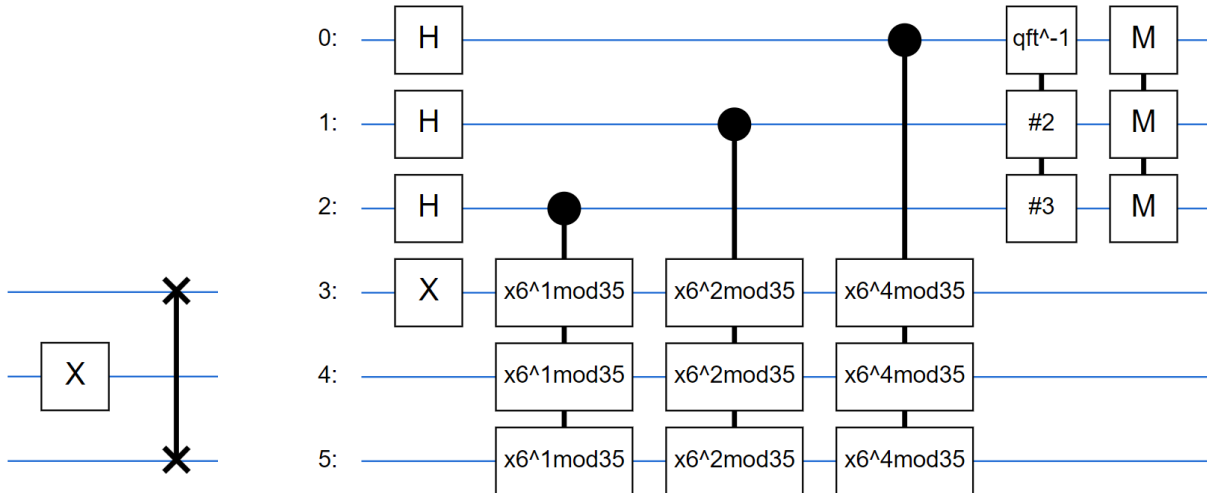 0: H qft^-1 M
1: H #2 M
2: H #3 M
3: X x6^1mod35 x6^2mod35 x6^4mod35
X 4: x6^1mod35 x6^2mod35 x6^4mod35
5: x6^1mod35 x6^2mod35 x6^4mod35